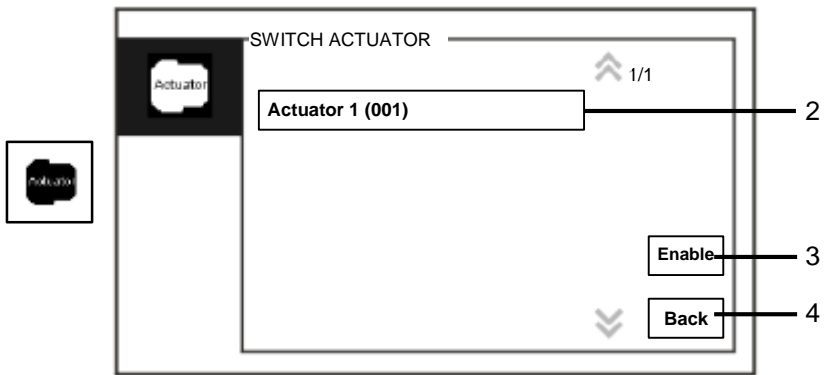 SWITCH ACTUATOR
Actuator
1/1
Actuator 1 (001)
2
Actuator
Enable
3
Back
4